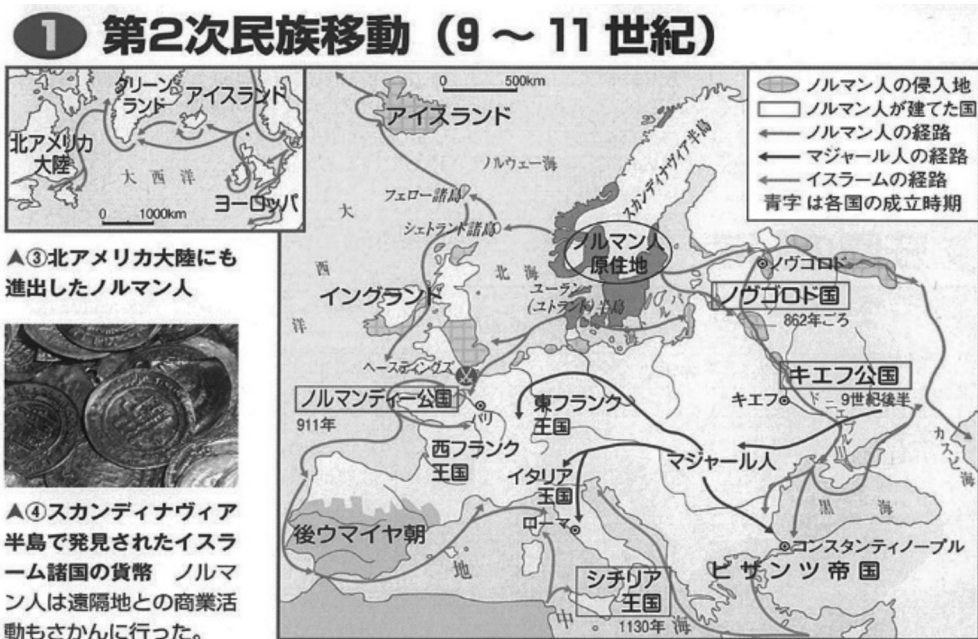 1 第2次民族移動（9～11世紀）
グリーン
ランド
アイスランド
北アメリカ
大陸
大西洋
ヨーロッパ
0 1000km
▲③北アメリカ大陸にも
進出したノルマン人
▲④スカンディナヴィア
半島で発見されたイスラ
ーム諸国の貨幣 ノルマ
ン人は遠隔地との商業活
動もさかんに行った。
0 500km
ノルマン人の侵入地
ノルマン人が建てた国
ノルマン人の経路
マジャール人の経路
イスラームの経路
青字は各国の成立時期
アイスランド
ノルウェー海
スカンディナヴィア半島
フェロー諸島
シェトランド諸島
大西洋
北海
ノルマン人
原住地
ユーラン
(ユトランド)半島
バルト海
イングランド
ノヴゴロド
ノヴゴロド国
862年ごろ
ヘースティングズ
ノルマンディー公国
911年
パリ
東フランク
王国
キエフ公国
9世紀後半
キエフ
ドニエプル川
カスピ海
西フランク
王国
マジャール人
イタリア
王国
黒海
後ウマイヤ朝
ローマ
コンスタンティノープル
ビザンツ帝国
シチリア
王国
1130年
地中海